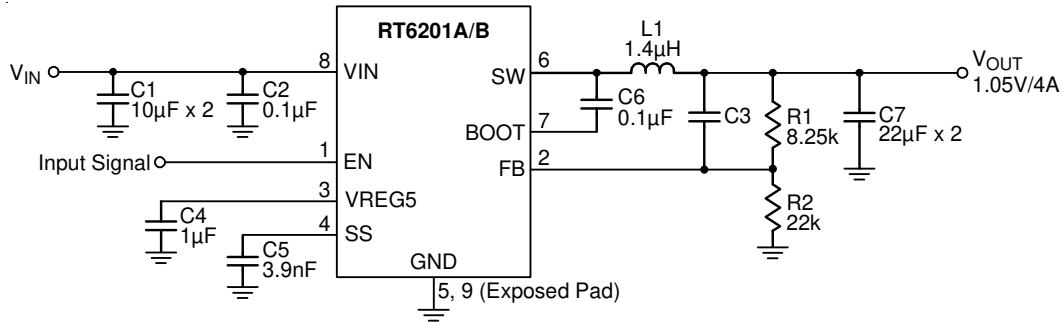 RT6201A/B
VIN
8
VIN
C1
10µF x 2
C2
0.1µF
Input Signal
1
EN
3
VREG5
C4
1µF
4
SS
C5
3.9nF
GND
5, 9 (Exposed Pad)
SW
6
L1
1.4µH
C6
0.1µF
BOOT
7
FB
2
C3
R1
8.25k
R2
22k
C7
22µF x 2
VOUT
1.05V/4A